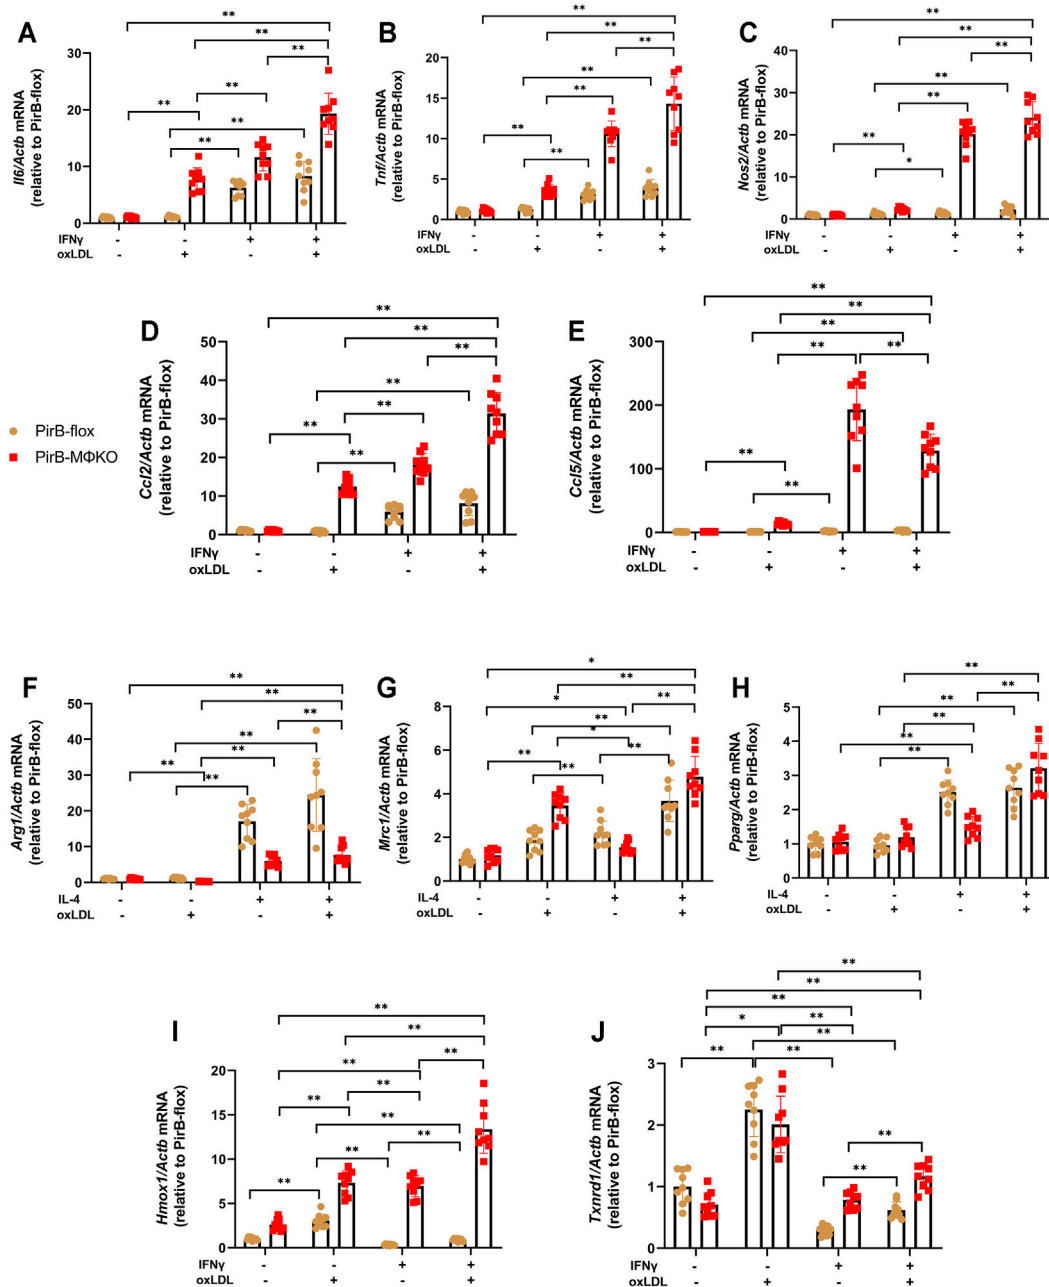 A
Il6/Actb mRNA
(relative to PirB-flox)
30
20
10
0
** ** **
** **
**
**
IFNγ - - + +
oxLDL - + - +
B
Tnf/Actb mRNA
(relative to PirB-flox)
20
15
10
5
0
**
**
**
**
**
**
**
IFNγ - - + +
oxLDL - + - +
C
Nos2/Actb mRNA
(relative to PirB-flox)
40
30
20
10
0
**
**
**
**
**
**
*
IFNγ - - + +
oxLDL - + - +
PirB-flox
PirB-MΦKO
D
Ccl2/Actb mRNA
(relative to PirB-flox)
50
40
30
20
10
0
**
**
**
**
**
**
**
IFNγ - - + +
oxLDL - + - +
E
Ccl5/Actb mRNA
(relative to PirB-flox)
300
200
100
0
**
**
**
** **
**
**
IFNγ - - + +
oxLDL - + - +
F
Arg1/Actb mRNA
(relative to PirB-flox)
50
40
30
20
10
0
**
**
**
**
**
**
**
IL-4 - - + +
oxLDL - + - +
G
Mrc1/Actb mRNA
(relative to PirB-flox)
8
6
4
2
0
*
**
* **
**
*
** **
**
IL-4 - - + +
oxLDL - + - +
H
Pparg/Actb mRNA
(relative to PirB-flox)
5
4
3
2
1
0
**
**
**
**
**
**
IL-4 - - + +
oxLDL - + - +
I
Hmox1/Actb mRNA
(relative to PirB-flox)
20
15
10
5
0
**
**
** **
**
**
**
**
**
**
IFNγ - - + +
oxLDL - + - +
J
Txnrd1/Actb mRNA
(relative to PirB-flox)
3
2
1
0
**
**
**
* **
**
** **
**
**
IFNγ - - + +
oxLDL - + - +